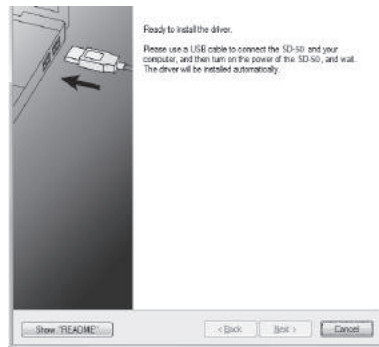 Ready to install the driver.
Please use a USB cable to connect the SD-50 and your
computer, and then turn on the power of the SD-50, and wait.
The driver will be installed automatically.
Show "README"
< Back
Next >
Cancel